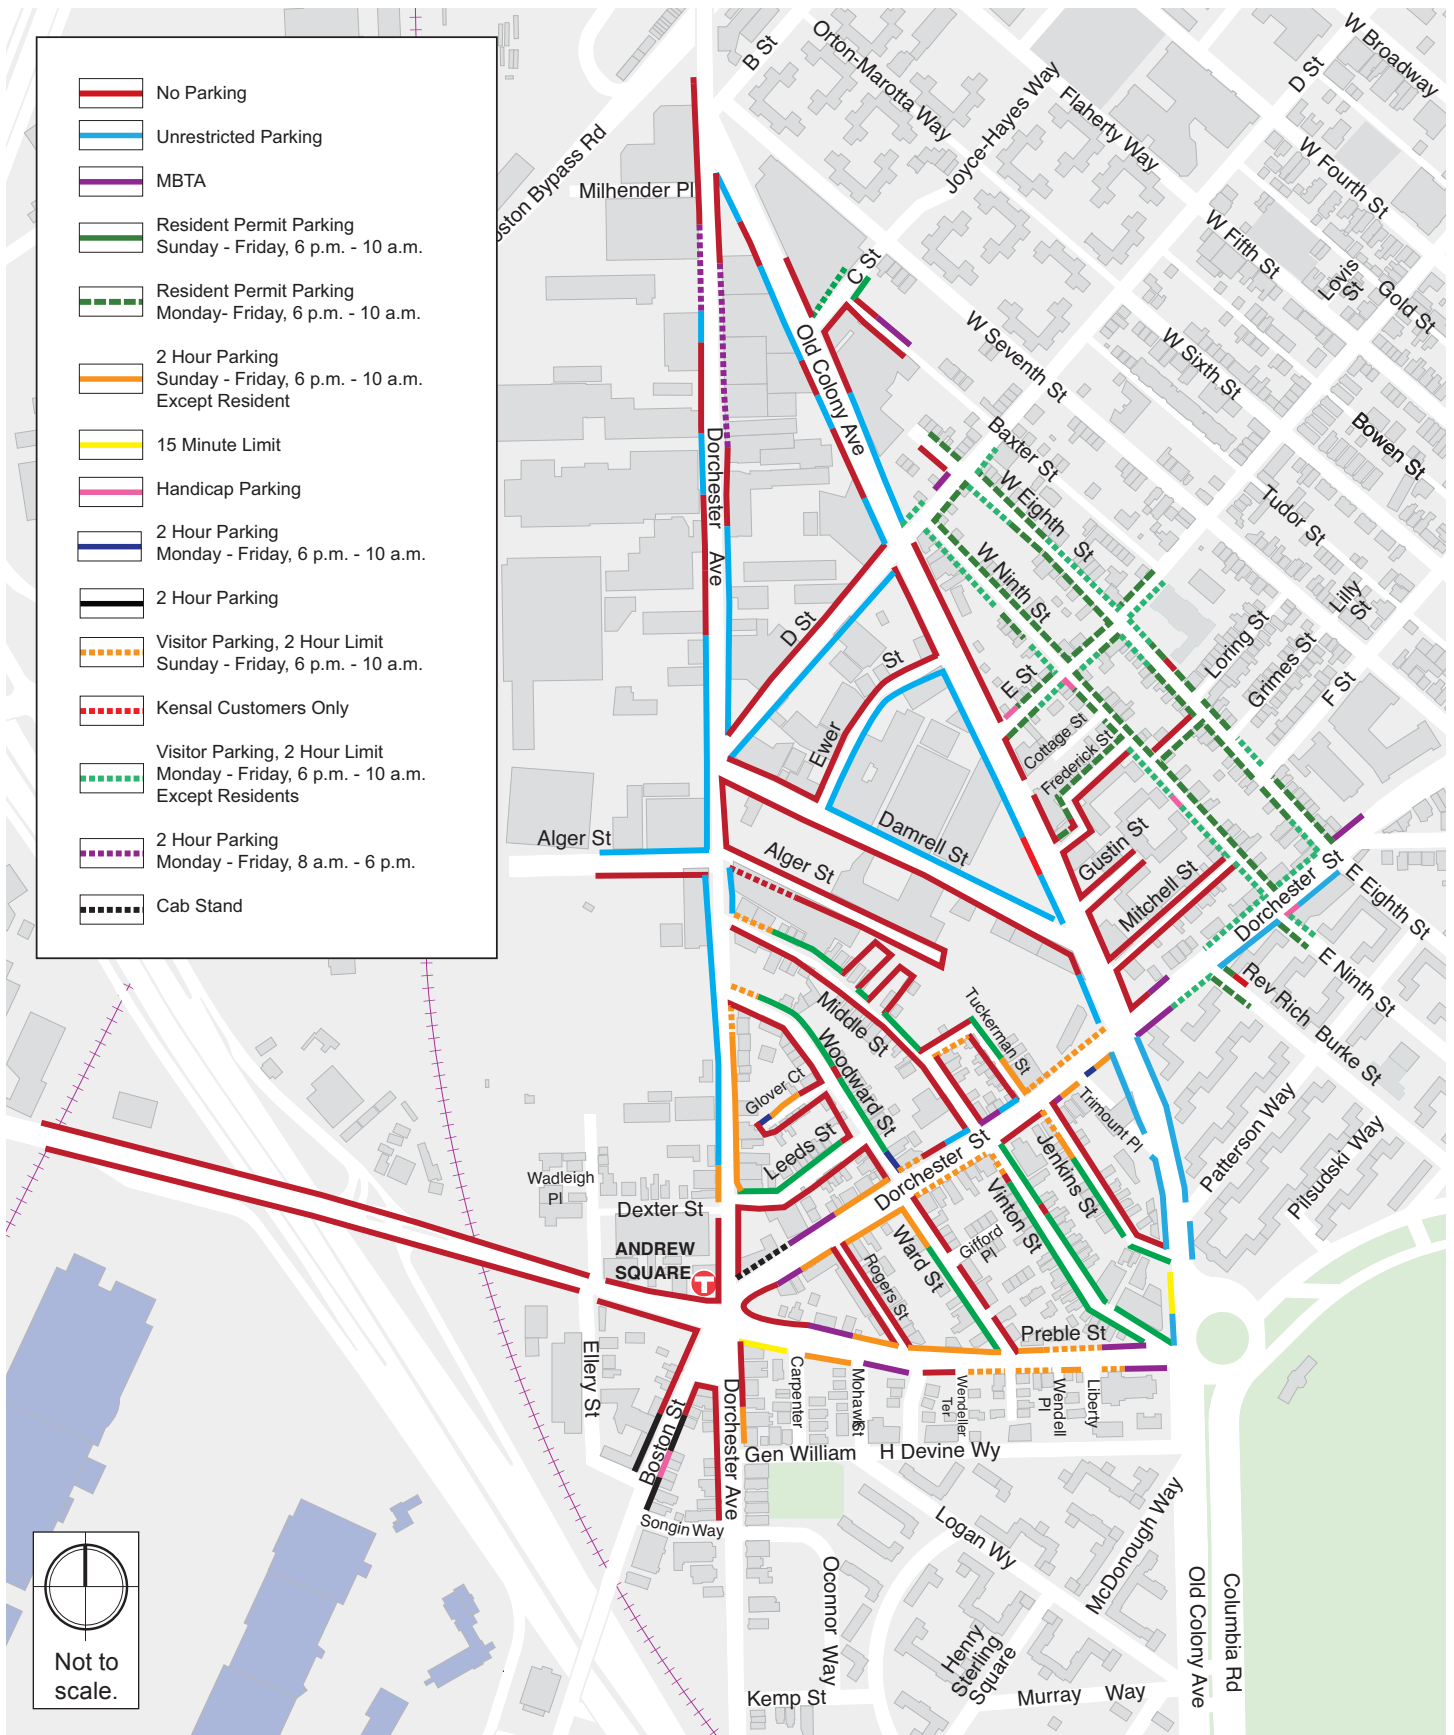 No Parking
Unrestricted Parking
MBTA
Resident Permit Parking
Sunday - Friday, 6 p.m. - 10 a.m.
Resident Permit Parking
Monday- Friday, 6 p.m. - 10 a.m.
2 Hour Parking
Sunday - Friday, 6 p.m. - 10 a.m.
Except Resident
15 Minute Limit
Handicap Parking
2 Hour Parking
Monday - Friday, 6 p.m. - 10 a.m.
2 Hour Parking
Visitor Parking, 2 Hour Limit
Sunday - Friday, 6 p.m. - 10 a.m.
Kensal Customers Only
Visitor Parking, 2 Hour Limit
Monday - Friday, 6 p.m. - 10 a.m.
Except Residents
2 Hour Parking
Monday - Friday, 8 a.m. - 6 p.m.
Cab Stand
B St
Orton-Marotta Way
Joyce-Hayes Way
Flaherty Way
D St
W Broadway
W Fourth St
W Fifth St
Lovis
St
Gold St
oston Bypass Rd
Milhender Pl
C St
Old Colony Ave
W Seventh St
W Sixth St
Bowen St
Baxter St
Tudor St
Lilly
St
W Eighth St
W Ninth St
Dorchester Ave
D St
Ewer St
E St
Cottage St
Frederick St
Loring St
Grimes St
F St
Alger St
Alger St
Damrell St
Gustin St
Mitchell St
Dorchester St
E Eighth St
E Ninth St
Rev Rich Burke St
Middle St
Tuckerman St
Woodward St
Glover Ct
Leeds St
Trimount Pl
Jenkins St
Patterson Way
Pilsudski Way
Wadleigh
Pl
Dexter St
Dorchester St
Vinton St
Gifford
Pl
Ward St
Rogers St
ANDREW
SQUARE
T
Preble St
Ellery St
Boston St
Dorchester Ave
Carpenter
Mohawk
St
Wendeller
Ter
Wendell
Pl
Liberty
Gen William H Devine Wy
Songin Way
Logan Wy
McDonough Way
Oconnor Way
Henry
Sterling
Square
Old Colony Ave
Columbia Rd
Kemp St
Murray Way
Not to
scale.